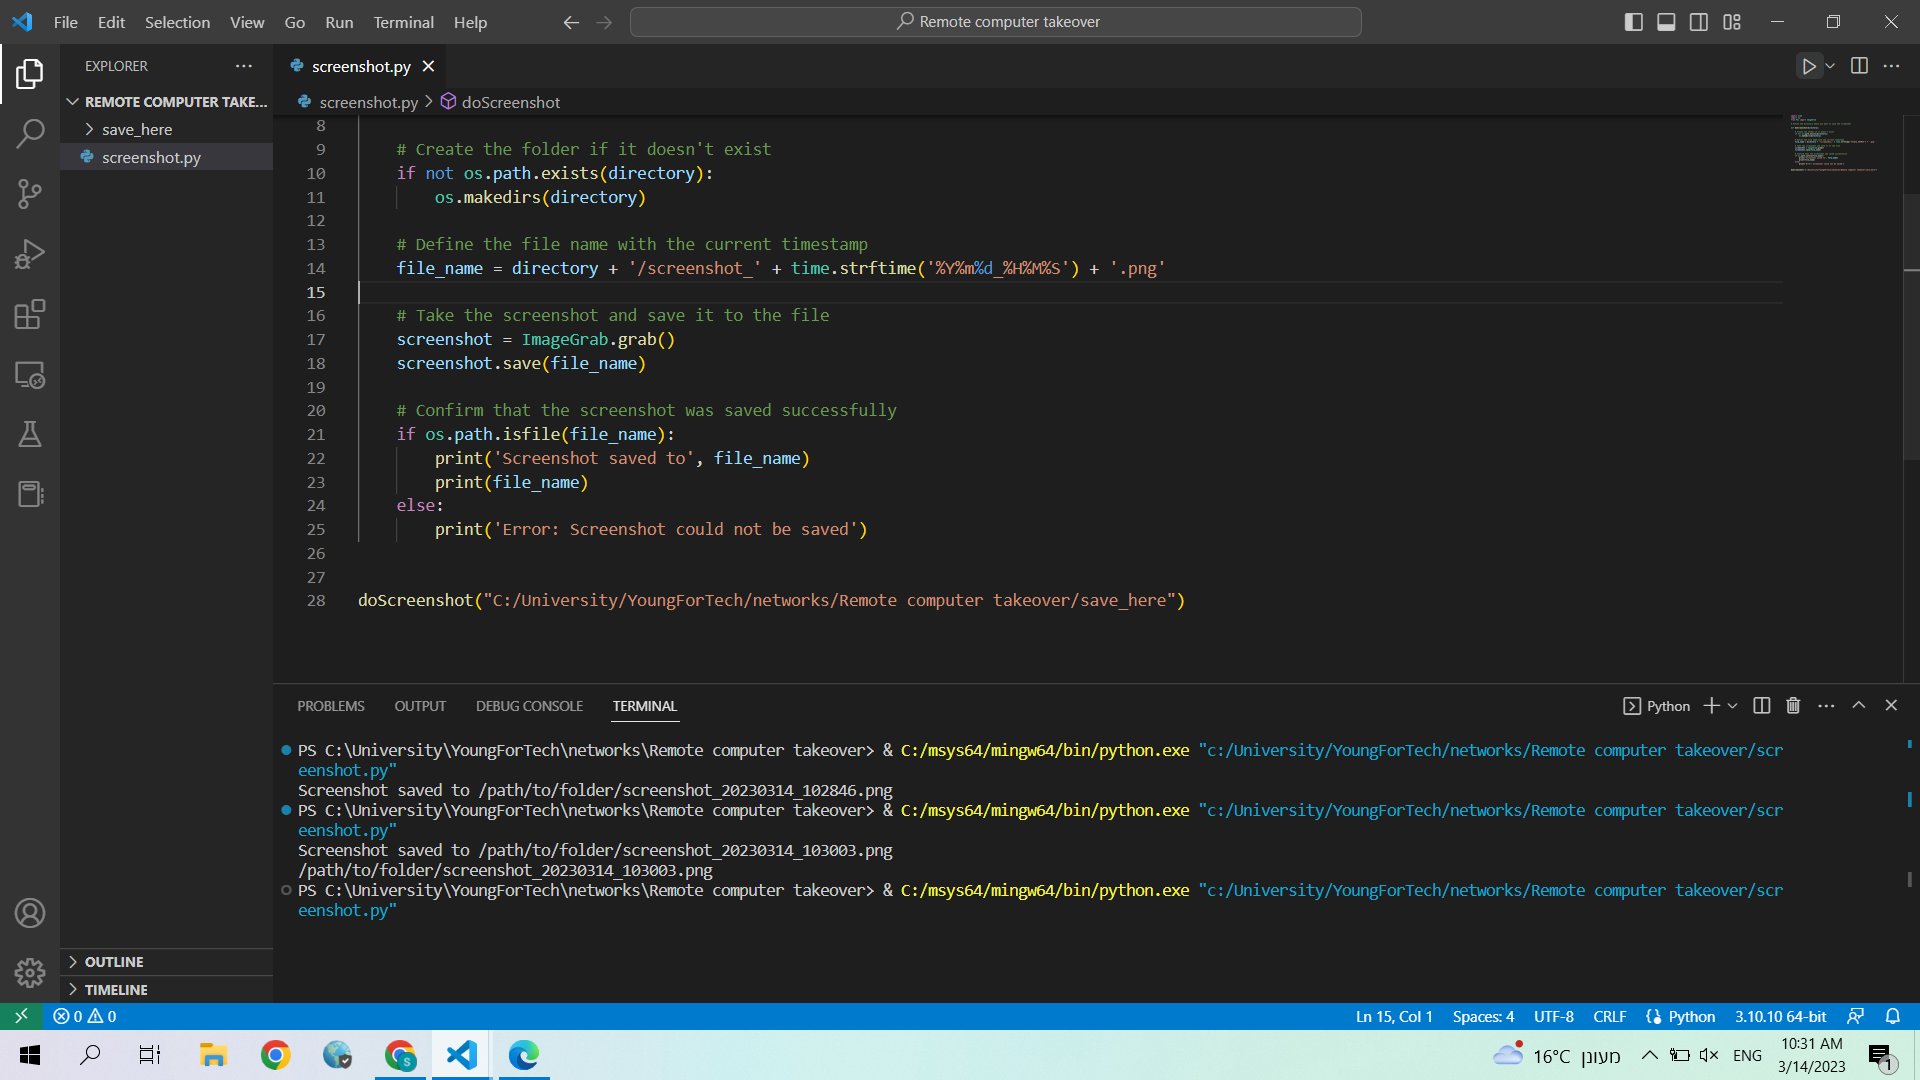 File Edit Selection View Go Run Terminal Help
Remote computer takeover
EXPLORER
REMOTE COMPUTER TAKE...
save_here
screenshot.py
screenshot.py
screenshot.py > doScreenshot
8
9 # Create the folder if it doesn't exist
10 if not os.path.exists(directory):
11 os.makedirs(directory)
12
13 # Define the file name with the current timestamp
14 file_name = directory + '/screenshot_' + time.strftime('%Y%m%d_%H%M%S') + '.png'
15
16 # Take the screenshot and save it to the file
17 screenshot = ImageGrab.grab()
18 screenshot.save(file_name)
19
20 # Confirm that the screenshot was saved successfully
21 if os.path.isfile(file_name):
22 print('Screenshot saved to', file_name)
23 print(file_name)
24 else:
25 print('Error: Screenshot could not be saved')
26
27
28 doScreenshot("C:/University/YoungForTech/networks/Remote computer takeover/save_here")
PROBLEMS OUTPUT DEBUG CONSOLE TERMINAL
Python
PS C:\University\YoungForTech\networks\Remote computer takeover> & C:/msys64/mingw64/bin/python.exe "c:/University/YoungForTech/networks/Remote computer takeover/scr
eenshot.py"
Screenshot saved to /path/to/folder/screenshot_20230314_102846.png
PS C:\University\YoungForTech\networks\Remote computer takeover> & C:/msys64/mingw64/bin/python.exe "c:/University/YoungForTech/networks/Remote computer takeover/scr
eenshot.py"
Screenshot saved to /path/to/folder/screenshot_20230314_103003.png
/path/to/folder/screenshot_20230314_103003.png
PS C:\University\YoungForTech\networks\Remote computer takeover> & C:/msys64/mingw64/bin/python.exe "c:/University/YoungForTech/networks/Remote computer takeover/scr
eenshot.py"
OUTLINE
TIMELINE
0 0
Ln 15, Col 1 Spaces: 4 UTF-8 CRLF Python 3.10.10 64-bit
S
16°C מעונן
ENG
10:31 AM
3/14/2023
1